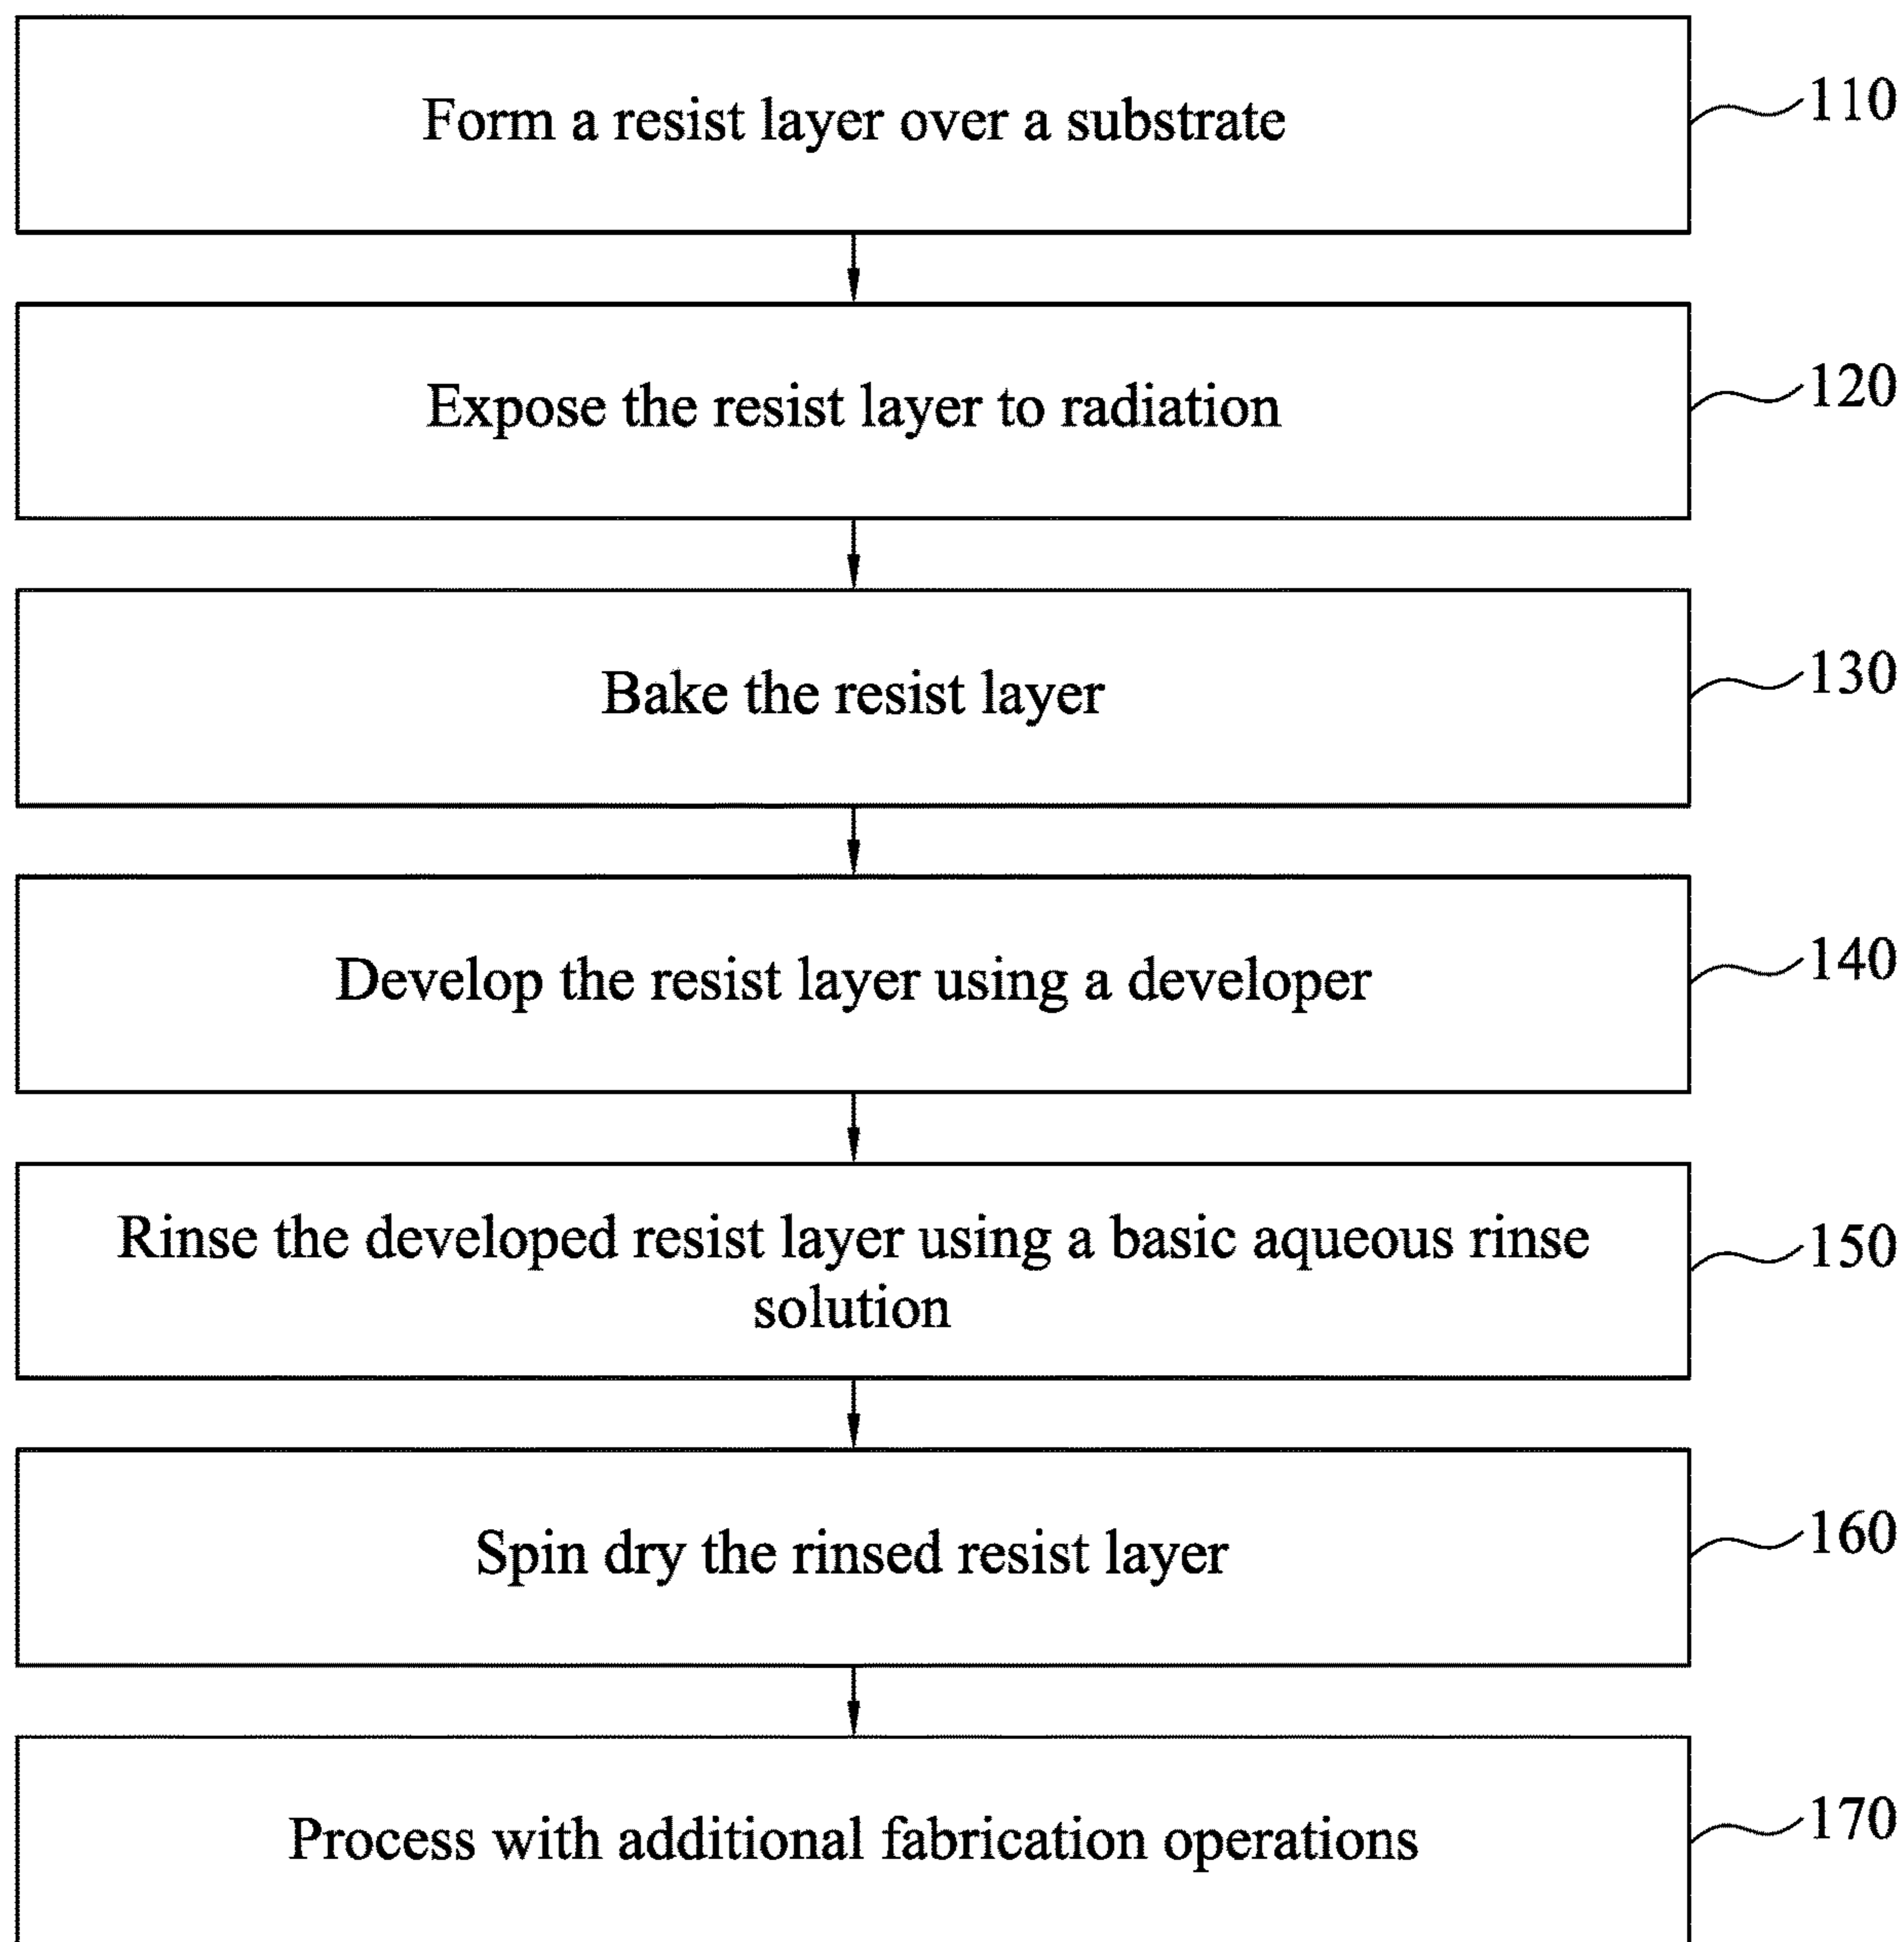 Form a resist layer over a substrate
110
Expose the resist layer to radiation
120
Bake the resist layer
130
Develop the resist layer using a developer
140
Rinse the developed resist layer using a basic aqueous rinse
solution
150
Spin dry the rinsed resist layer
160
Process with additional fabrication operations
170